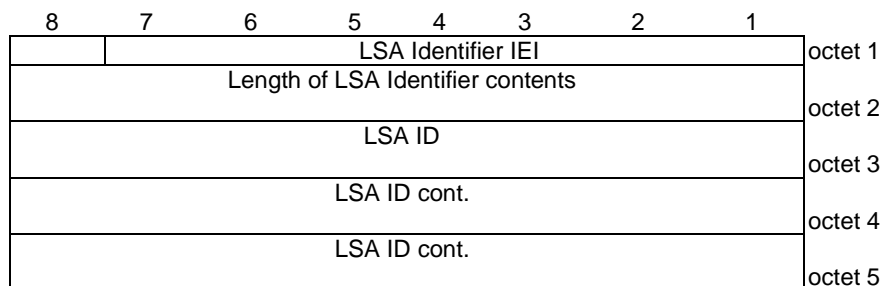 8 7 6 5 4 3 2 1
LSA Identifier IEI octet 1
Length of LSA Identifier contents
octet 2
LSA ID
octet 3
LSA ID cont.
octet 4
LSA ID cont.
octet 5